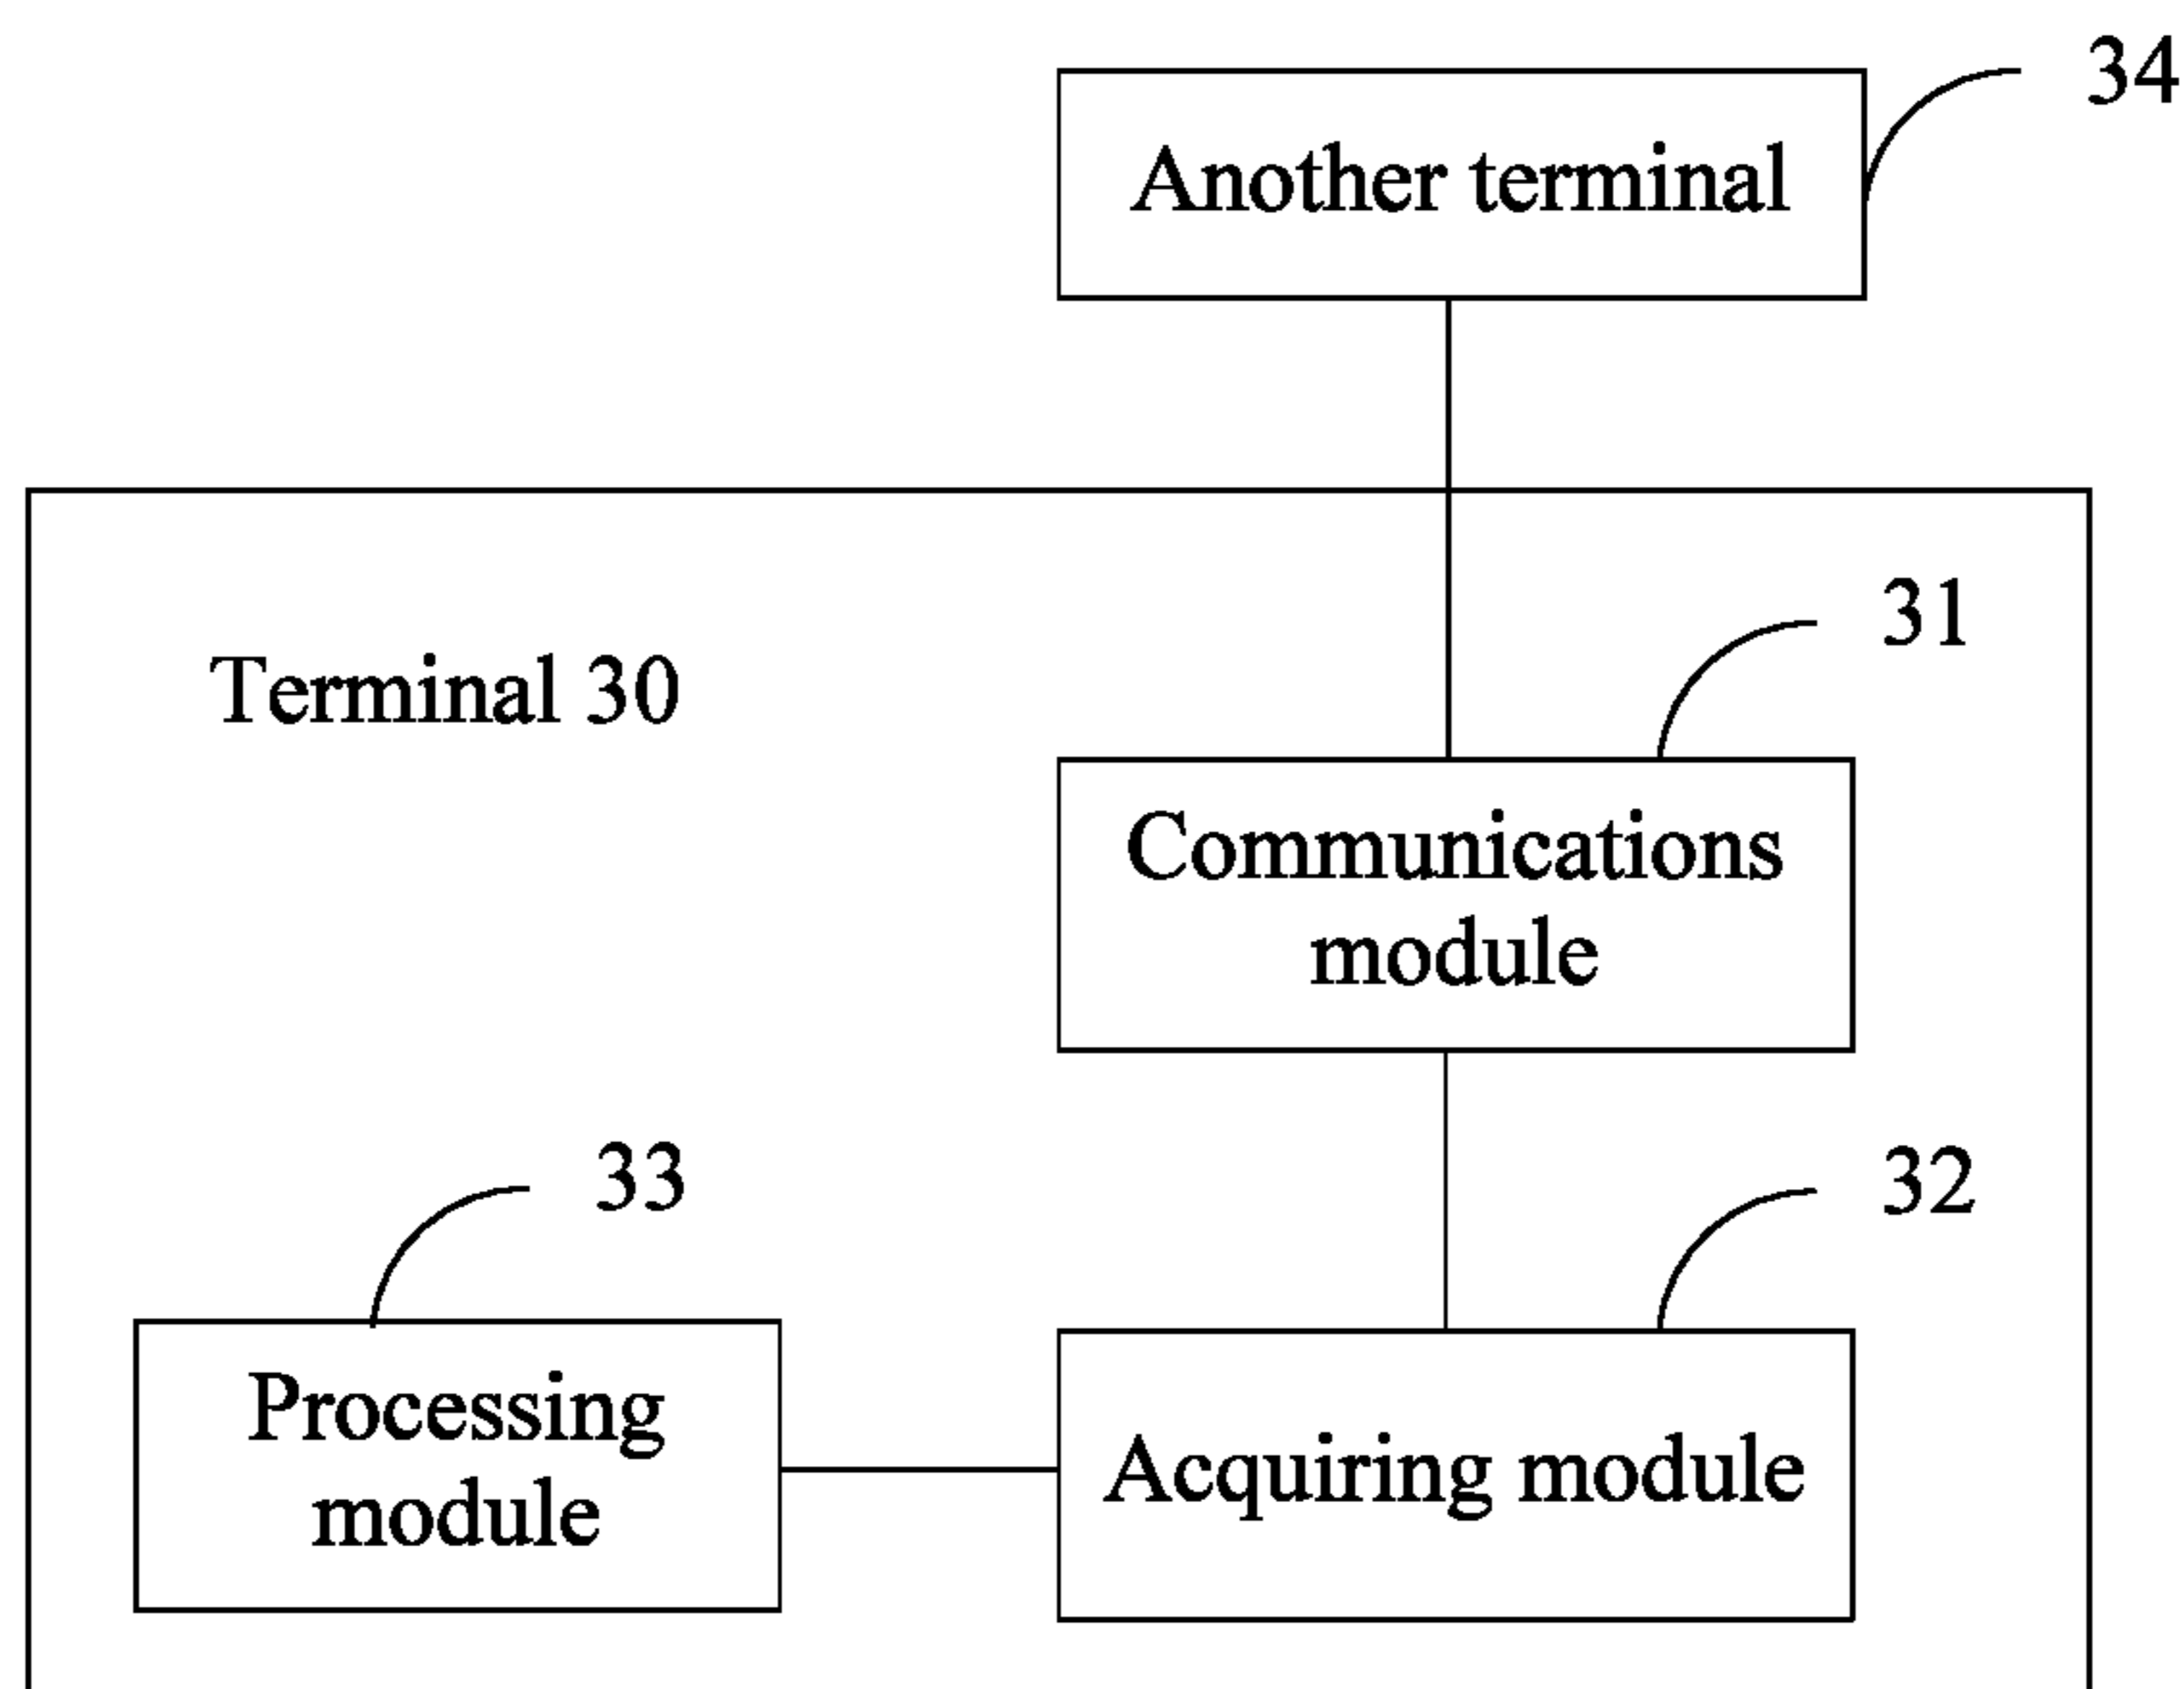 34
Another terminal
31
Terminal 30
Communications
module
33
32
Processing
module
Acquiring module